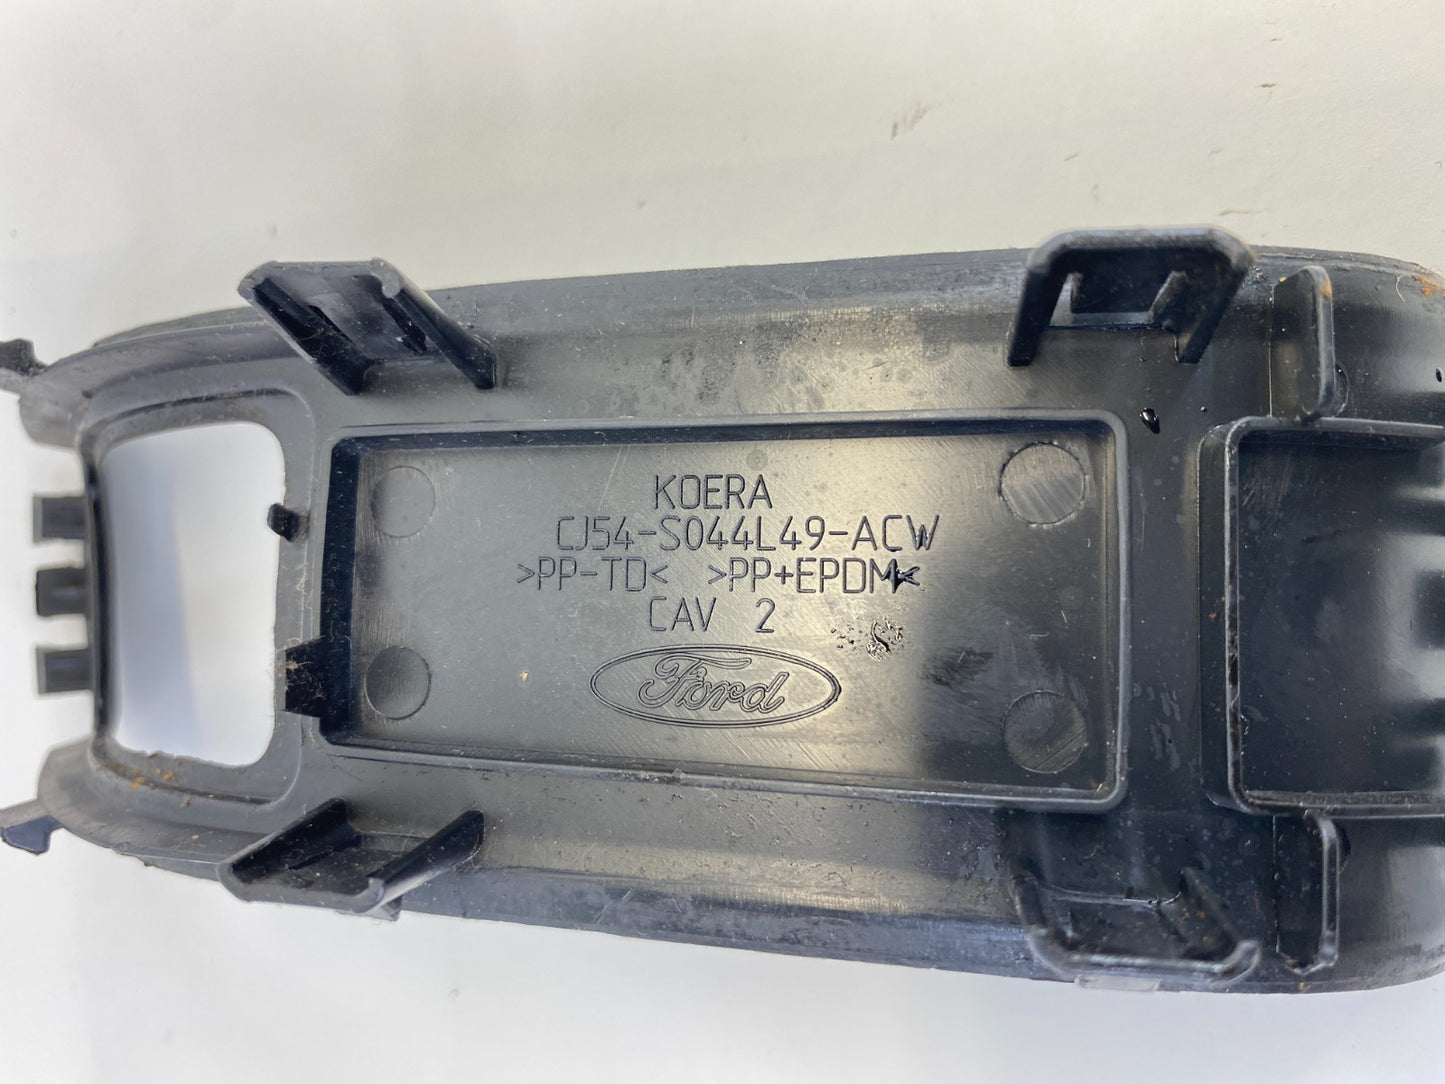 KOERA
CJ54-S044L49-ACW
>PP-TD< >PP+EPDM<
CAV 2
Ford